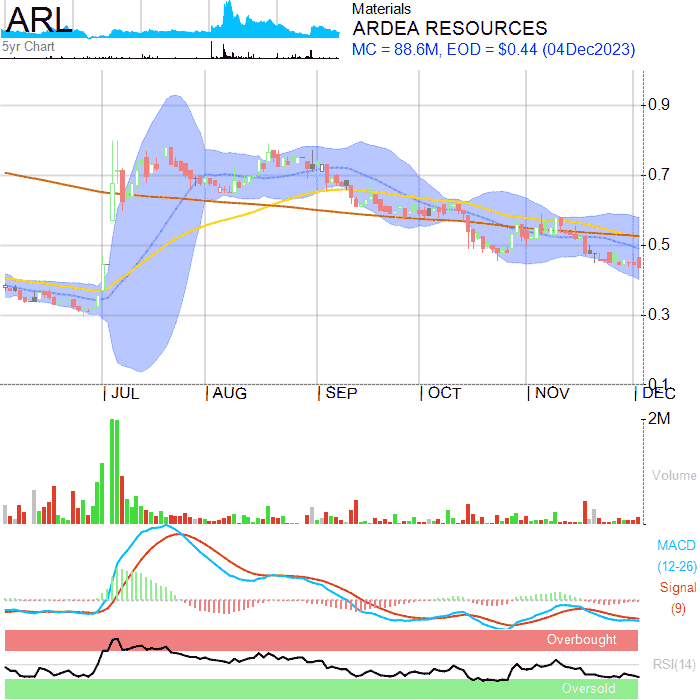 ARL
5yr Chart
Materials
ARDEA RESOURCES
MC = 88.6M, EOD = $0.44 (04Dec2023)
0.9
0.7
0.5
0.3
0.1
JUL AUG SEP OCT NOV DEC
2M
Volume
MACD
(12-26)
Signal
(9)
Overbought
RSI(14)
Oversold